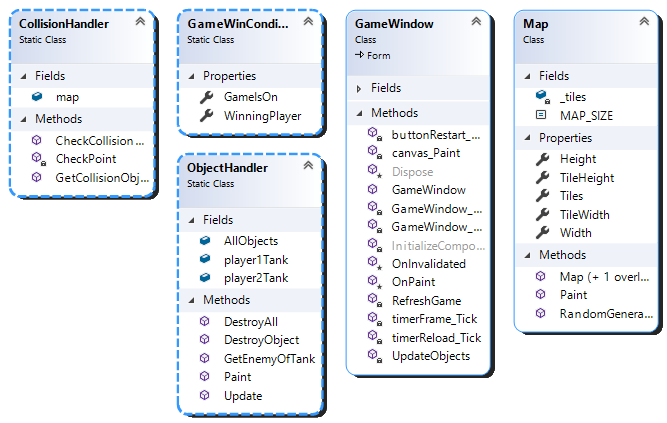 CollisionHandler
Static Class
Fields
map
Methods
CheckCollision ...
CheckPoint
GetCollisionObj...
GameWinCondi...
Static Class
Properties
GameIsOn
WinningPlayer
ObjectHandler
Static Class
Fields
AllObjects
player1Tank
player2Tank
Methods
DestroyAll
DestroyObject
GetEnemyOfTank
Paint
Update
GameWindow
Class
Form
Fields
Methods
buttonRestart_...
canvas_Paint
Dispose
GameWindow
GameWindow_...
GameWindow_...
InitializeCompo...
OnInvalidated
OnPaint
RefreshGame
timerFrame_Tick
timerReload_Tick
UpdateObjects
Map
Class
Fields
_tiles
MAP_SIZE
Properties
Height
TileHeight
Tiles
TileWidth
Width
Methods
Map (+ 1 overl...
Paint
RandomGenera...